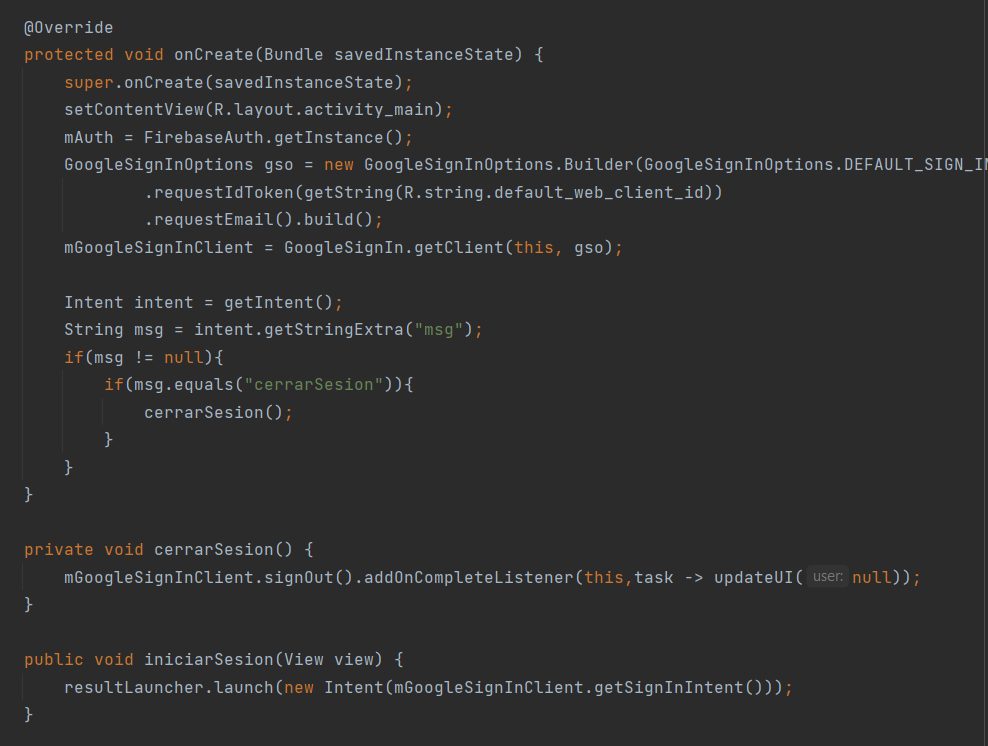 @Override
protected void onCreate(Bundle savedInstanceState) {
    super.onCreate(savedInstanceState);
    setContentView(R.layout.activity_main);
    mAuth = FirebaseAuth.getInstance();
    GoogleSignInOptions gso = new GoogleSignInOptions.Builder(GoogleSignInOptions.DEFAULT_SIGN_IN
            .requestIdToken(getString(R.string.default_web_client_id))
            .requestEmail().build();
    mGoogleSignInClient = GoogleSignIn.getClient(this, gso);

    Intent intent = getIntent();
    String msg = intent.getStringExtra("msg");
    if(msg != null){
        if(msg.equals("cerrarSesion")){
            cerrarSesion();
        }
    }
}

private void cerrarSesion() {
    mGoogleSignInClient.signOut().addOnCompleteListener(this,task -> updateUI( user: null));
}

public void iniciarSesion(View view) {
    resultLauncher.launch(new Intent(mGoogleSignInClient.getSignInIntent()));
}